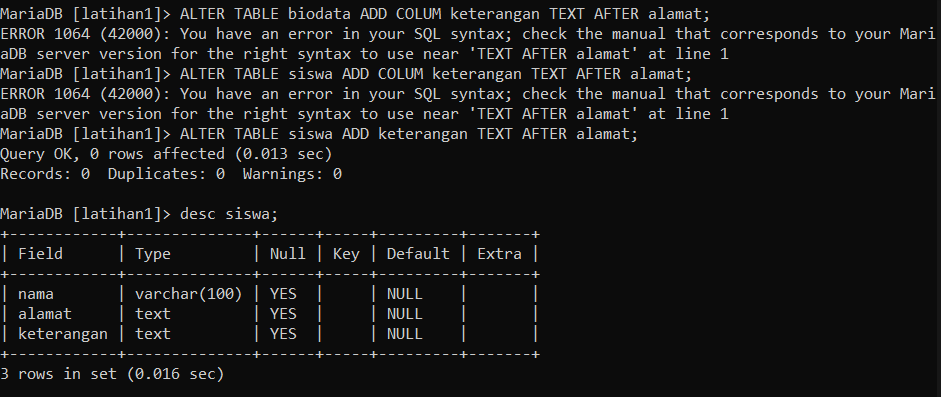 MariaDB [latihan1]> ALTER TABLE biodata ADD COLUM keterangan TEXT AFTER alamat;
ERROR 1064 (42000): You have an error in your SQL syntax; check the manual that corresponds to your Mari
aDB server version for the right syntax to use near 'TEXT AFTER alamat' at line 1
MariaDB [latihan1]> ALTER TABLE siswa ADD COLUM keterangan TEXT AFTER alamat;
ERROR 1064 (42000): You have an error in your SQL syntax; check the manual that corresponds to your Mari
aDB server version for the right syntax to use near 'TEXT AFTER alamat' at line 1
MariaDB [latihan1]> ALTER TABLE siswa ADD keterangan TEXT AFTER alamat;
Query OK, 0 rows affected (0.013 sec)
Records: 0  Duplicates: 0  Warnings: 0

MariaDB [latihan1]> desc siswa;
+------------+--------------+------+-----+---------+-------+
| Field      | Type         | Null | Key | Default | Extra |
+------------+--------------+------+-----+---------+-------+
| nama       | varchar(100) | YES  |     | NULL    |       |
| alamat     | text         | YES  |     | NULL    |       |
| keterangan | text         | YES  |     | NULL    |       |
+------------+--------------+------+-----+---------+-------+
3 rows in set (0.016 sec)